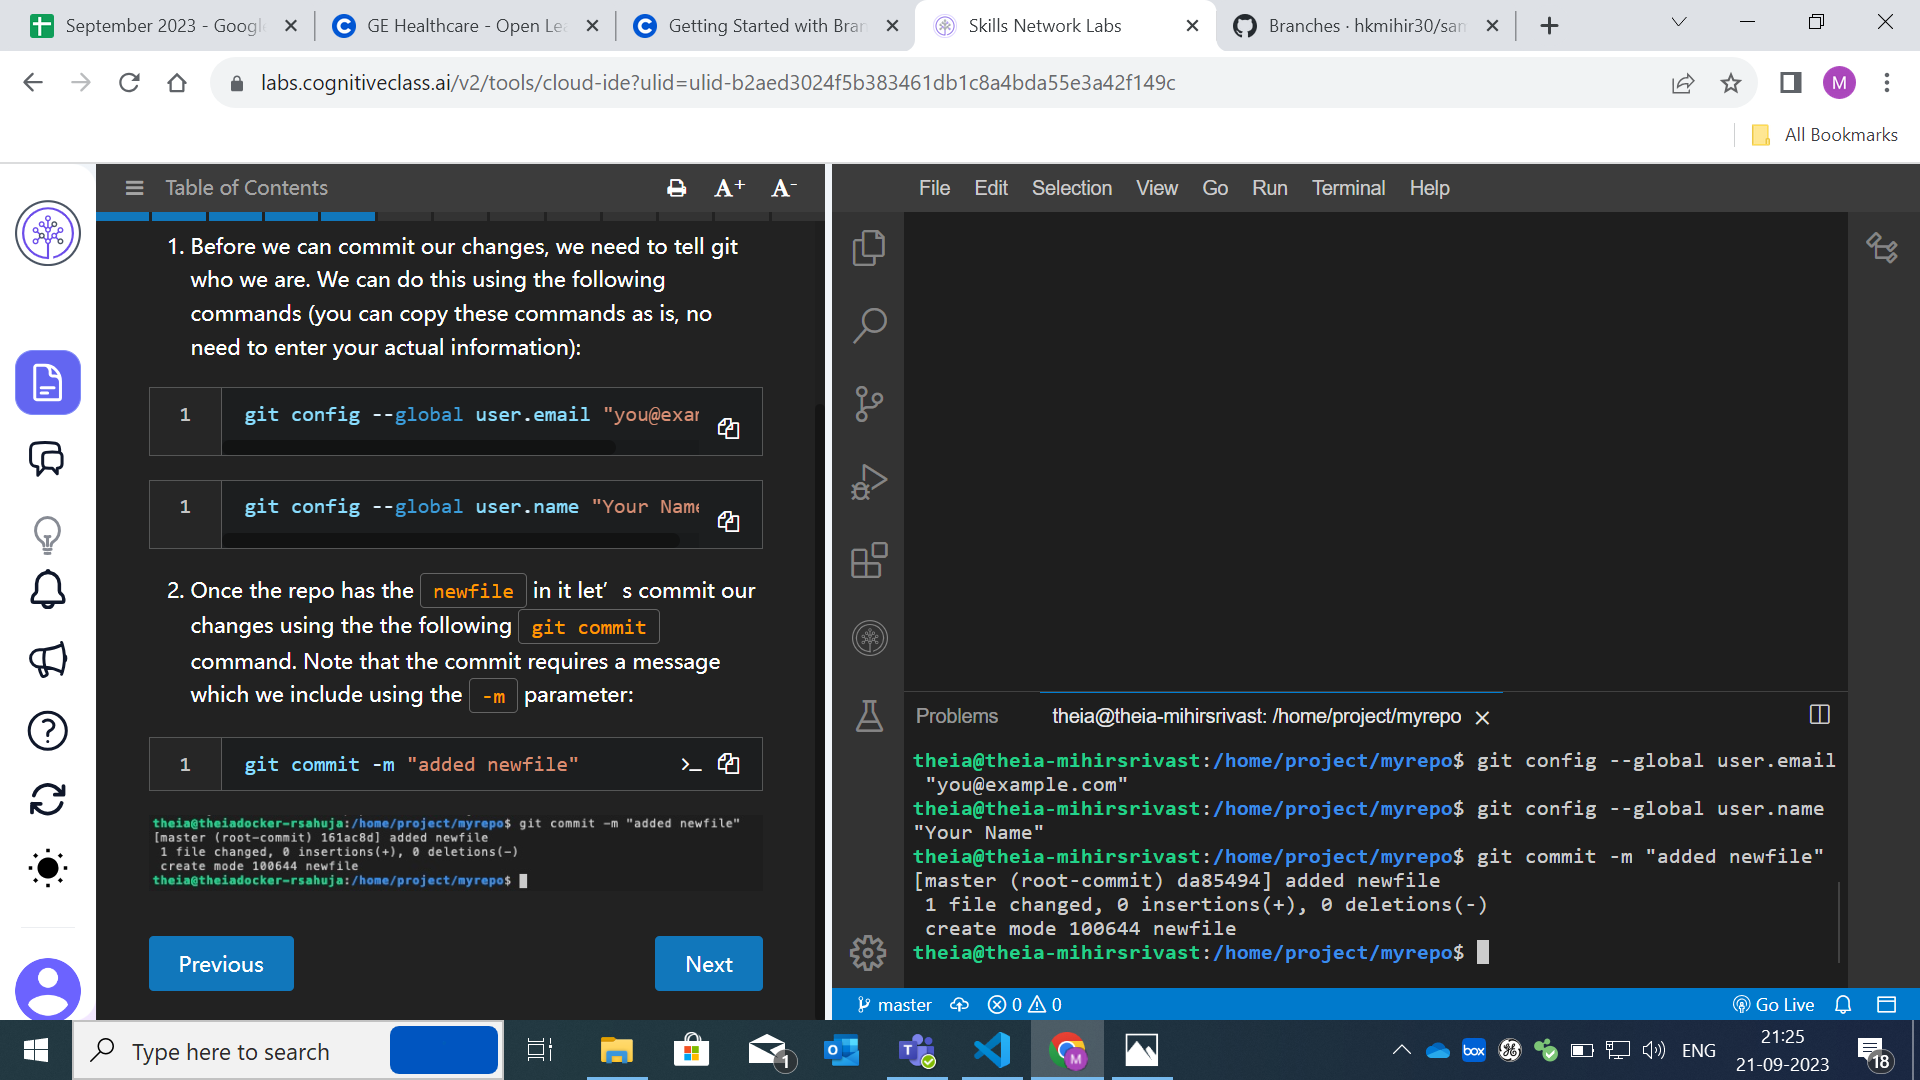 September 2023 - Google
GE Healthcare - Open Lea
Getting Started with Bran
Skills Network Labs
Branches · hkmihir30/sam
labs.cognitiveclass.ai/v2/tools/cloud-ide?ulid=ulid-b2aed3024f5b383461db1c8a4bda55e3a42f149c
M
All Bookmarks
Table of Contents
A+
A-
File Edit Selection View Go Run Terminal Help
1. Before we can commit our changes, we need to tell git
who we are. We can do this using the following
commands (you can copy these commands as is, no
need to enter your actual information):
1 git config --global user.email "you@exam
1 git config --global user.name "Your Name
2. Once the repo has the newfile in it let’s commit our
changes using the the following git commit
command. Note that the commit requires a message
which we include using the -m parameter:
1 git commit -m "added newfile"
theia@theiadocker-rsahuja:/home/project/myrepo$ git commit -m "added newfile"
[master (root-commit) 161ac8d] added newfile
1 file changed, 0 insertions(+), 0 deletions(-)
create mode 100644 newfile
theia@theiadocker-rsahuja:/home/project/myrepo$
Previous
Next
Problems
theia@theia-mihirsrivast: /home/project/myrepo
theia@theia-mihirsrivast:/home/project/myrepo$ git config --global user.email
"you@example.com"
theia@theia-mihirsrivast:/home/project/myrepo$ git config --global user.name
"Your Name"
theia@theia-mihirsrivast:/home/project/myrepo$ git commit -m "added newfile"
[master (root-commit) da85494] added newfile
1 file changed, 0 insertions(+), 0 deletions(-)
create mode 100644 newfile
theia@theia-mihirsrivast:/home/project/myrepo$
master
0
0
Go Live
Type here to search
1
M
box
ENG
21:25
21-09-2023
18